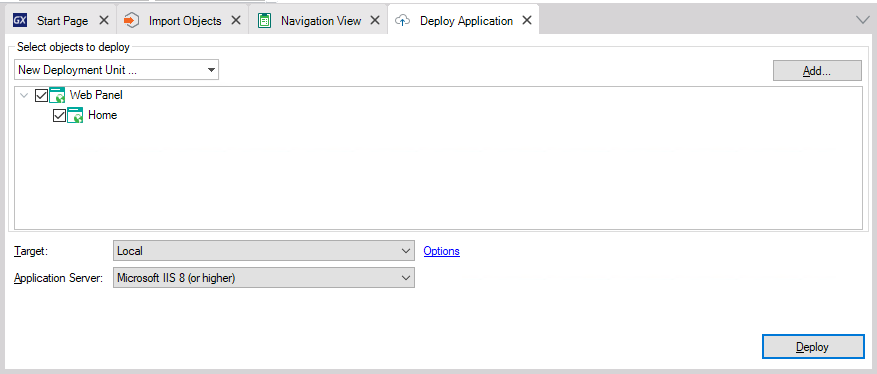 GX Start Page Import Objects Navigation View Deploy Application
Select objects to deploy
New Deployment Unit ... Add...
Web Panel
Home
Target: Local Options
Application Server: Microsoft IIS 8 (or higher)
Deploy